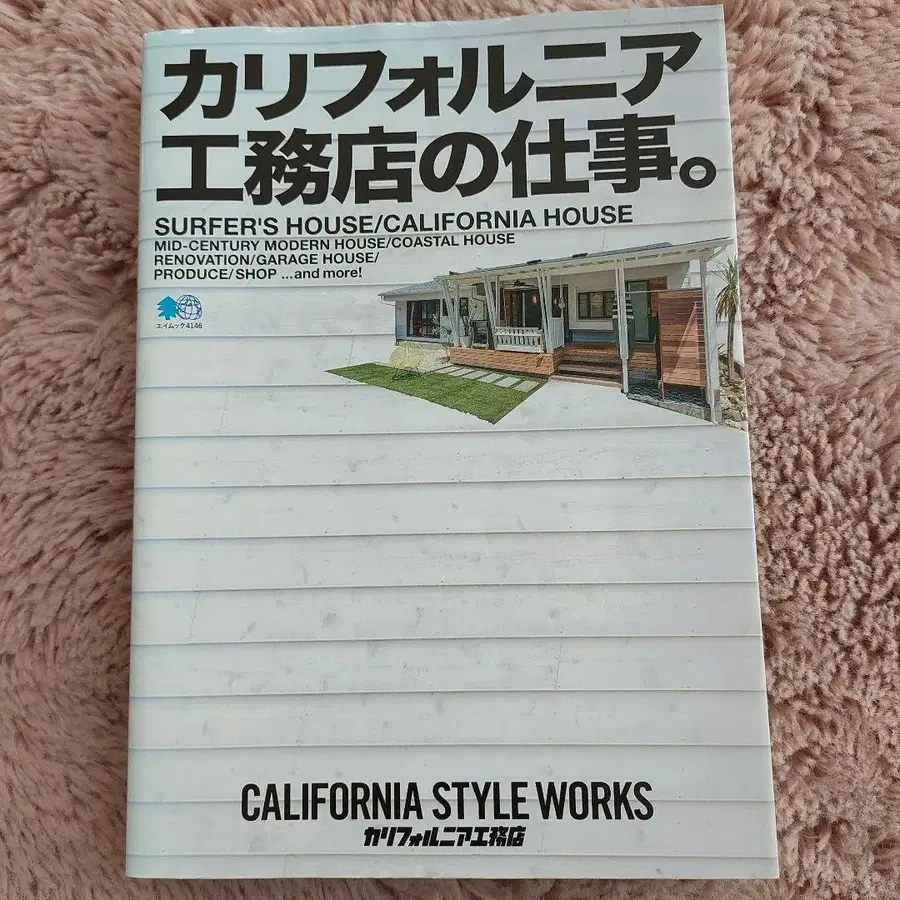 カリフォルニア
工務店の仕事。
SURFER'S HOUSE/CALIFORNIA HOUSE
MID-CENTURY MODERN HOUSE/COASTAL HOUSE
RENOVATION/GARAGE HOUSE/
PRODUCE/SHOP ...and more!
エイムック4146
CALIFORNIA STYLE WORKS
カリフォルニア工務店